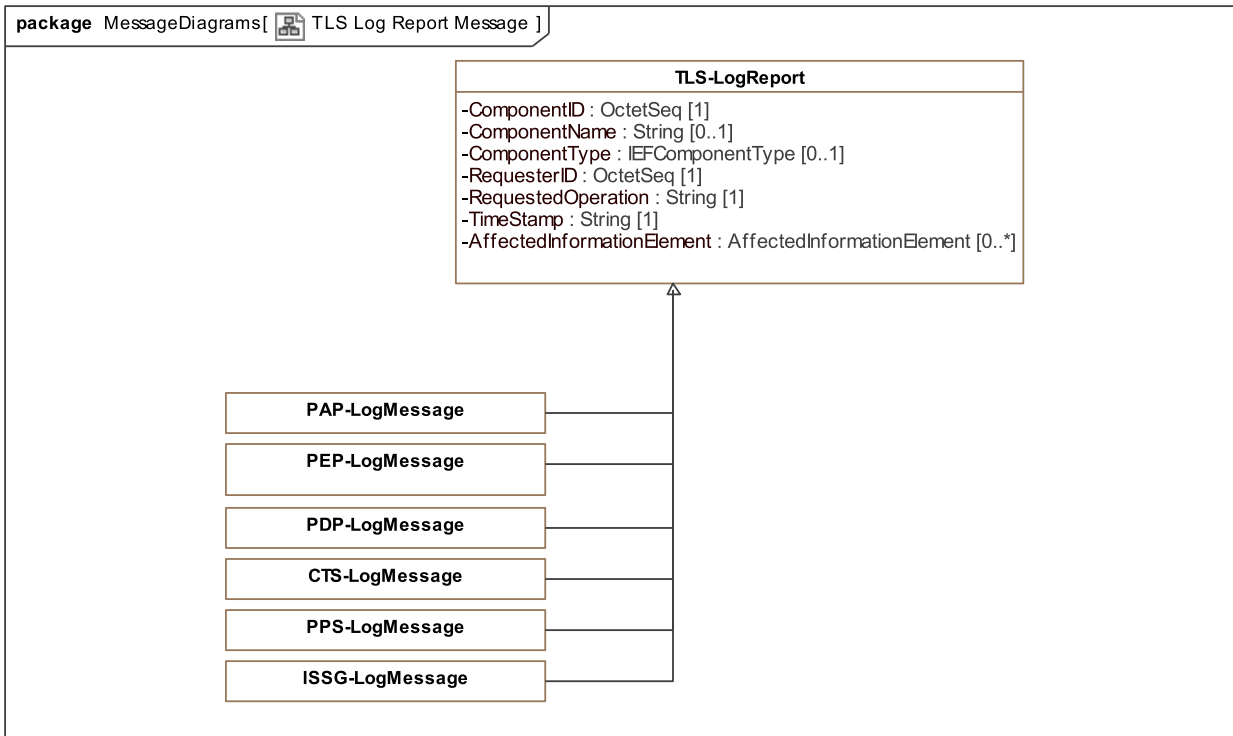 package MessageDiagrams[ TLS Log Report Message ]
TLS-LogReport
-ComponentID : OctetSeq [1]
-ComponentName : String [0..1]
-ComponentType : IEFComponentType [0..1]
-RequesterID : OctetSeq [1]
-RequestedOperation : String [1]
-TimeStamp : String [1]
-AffectedInformationElement : AffectedInformationElement [0..*]
PAP-LogMessage
PEP-LogMessage
PDP-LogMessage
CTS-LogMessage
PPS-LogMessage
ISSG-LogMessage